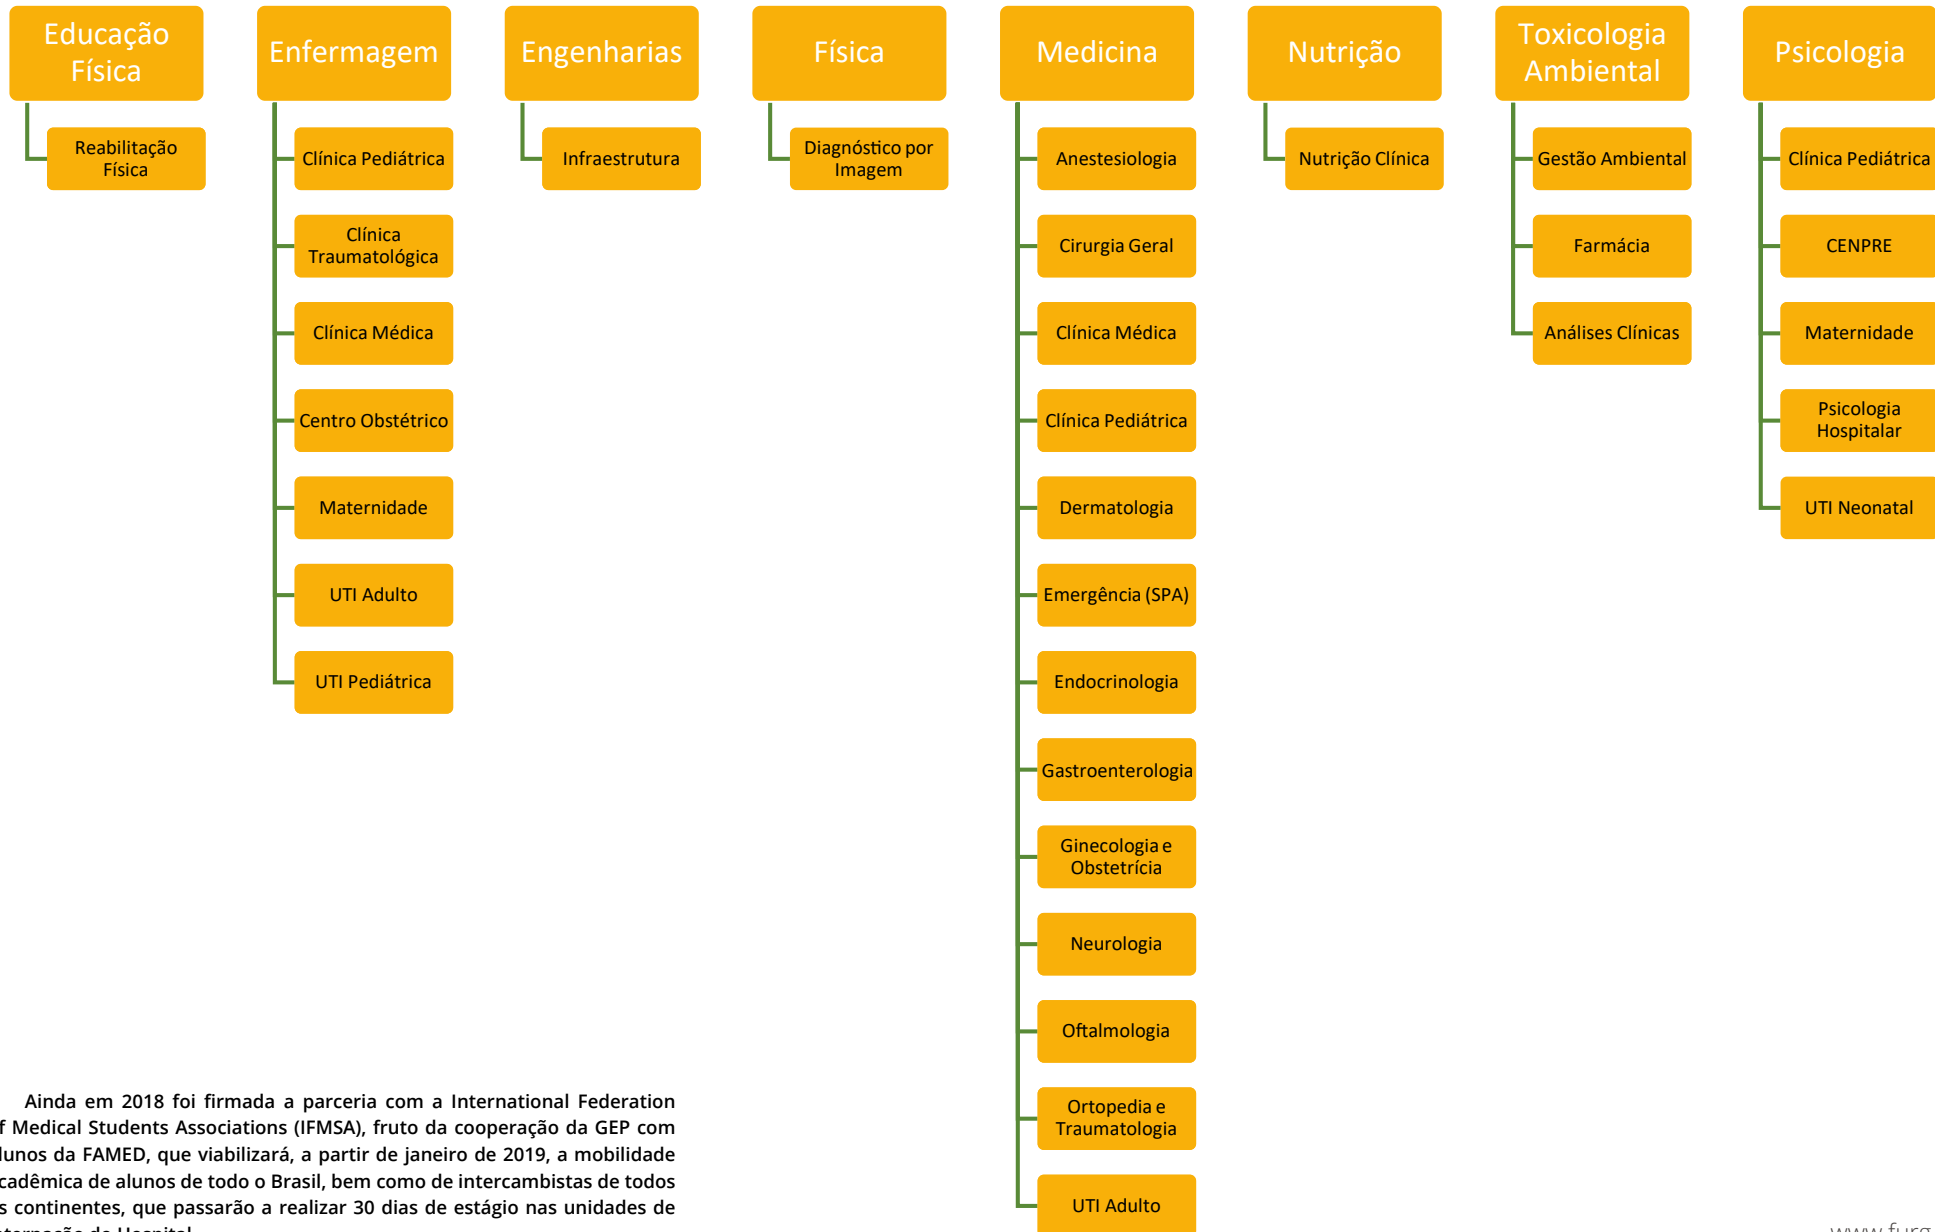 Educação
Física
Reabilitação
Física
Enfermagem
Clínica Pediátrica
Clínica
Traumatológica
Clínica Médica
Centro Obstétrico
Maternidade
UTI Adulto
UTI Pediátrica
Engenharias
Infraestrutura
Física
Diagnóstico por
Imagem
Medicina
Anestesiologia
Cirurgia Geral
Clínica Médica
Clínica Pediátrica
Dermatologia
Emergência (SPA)
Endocrinologia
Gastroenterologia
Ginecologia e
Obstetrícia
Neurologia
Oftalmologia
Ortopedia e
Traumatologia
UTI Adulto
Nutrição
Nutrição Clínica
Toxicologia
Ambiental
Gestão Ambiental
Farmácia
Análises Clínicas
Psicologia
Clínica Pediátrica
CENPRE
Maternidade
Psicologia
Hospitalar
UTI Neonatal
Ainda em 2018 foi firmada a parceria com a International Federation
f Medical Students Associations (IFMSA), fruto da cooperação da GEP com
lunos da FAMED, que viabilizará, a partir de janeiro de 2019, a mobilidade
cadêmica de alunos de todo o Brasil, bem como de intercambistas de todos
s continentes, que passarão a realizar 30 dias de estágio nas unidades de